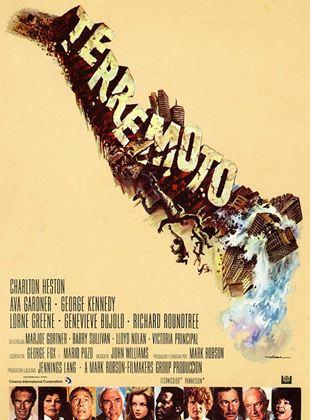 TERREMOTO
CHARLTON HESTON
AVA GARDNER · GEORGE KENNEDY
LORNE GREENE · GENEVIEVE BUJOLD · RICHARD ROUNDTREE
MARJOE GORTNER · BARRY SULLIVAN · LLOYD NOLAN · VICTORIA PRINCIPAL
GEORGE FOX · MARIO PUZO JOHN WILLIAMS MARK ROBSON
JENNINGS LANG / A MARK ROBSON-FILMAKERS GROUP PRODUCTION
Cinema International Corporation TECHNICOLOR PANAVISION